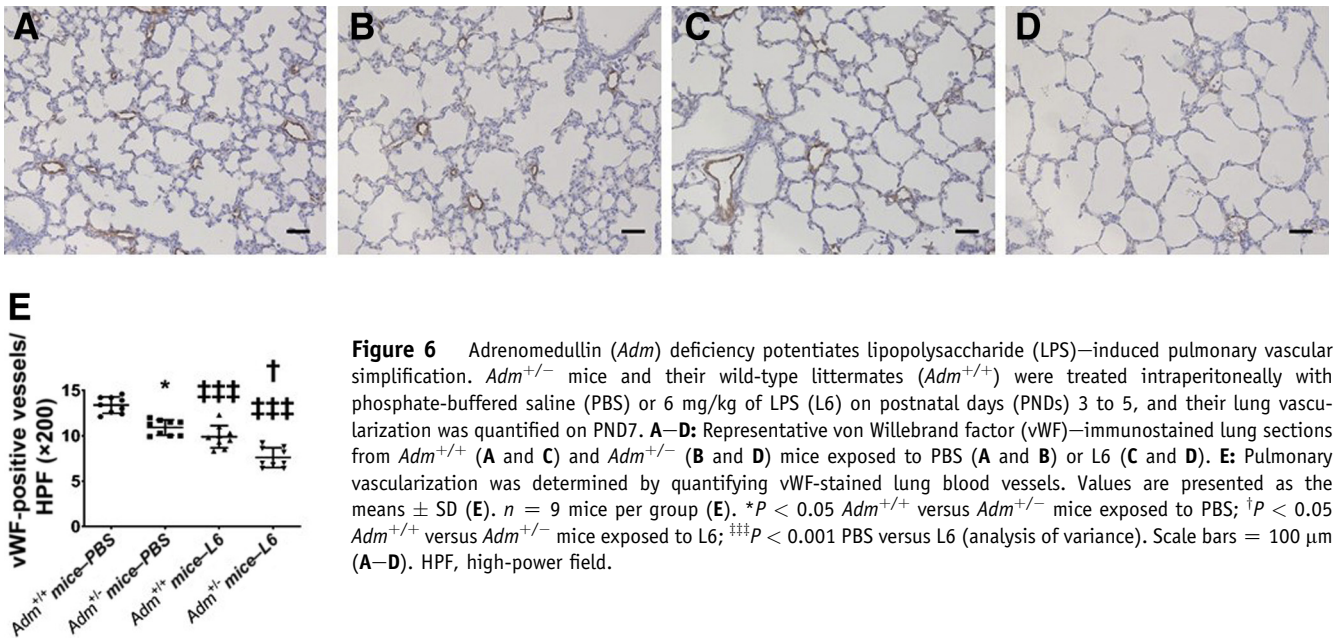 A
B
C
D
E
vWF-positive vessels/
HPF (×200)
15
10
5
0
*
‡‡‡
†
‡‡‡
Adm+/+ mice–PBS
Adm+/- mice–PBS
Adm+/+ mice–L6
Adm+/- mice–L6
Figure 6 Adrenomedullin (Adm) deficiency potentiates lipopolysaccharide (LPS)—induced pulmonary vascular
simplification. Adm+/− mice and their wild-type littermates (Adm+/+) were treated intraperitoneally with
phosphate-buffered saline (PBS) or 6 mg/kg of LPS (L6) on postnatal days (PNDs) 3 to 5, and their lung vascu-
larization was quantified on PND7. A—D: Representative von Willebrand factor (vWF)—immunostained lung sections
from Adm+/+ (A and C) and Adm+/− (B and D) mice exposed to PBS (A and B) or L6 (C and D). E: Pulmonary
vascularization was determined by quantifying vWF-stained lung blood vessels. Values are presented as the
means ± SD (E). n = 9 mice per group (E). *P < 0.05 Adm+/+ versus Adm+/− mice exposed to PBS; †P < 0.05
Adm+/+ versus Adm+/− mice exposed to L6; ‡‡‡P < 0.001 PBS versus L6 (analysis of variance). Scale bars = 100 μm
(A—D). HPF, high-power field.